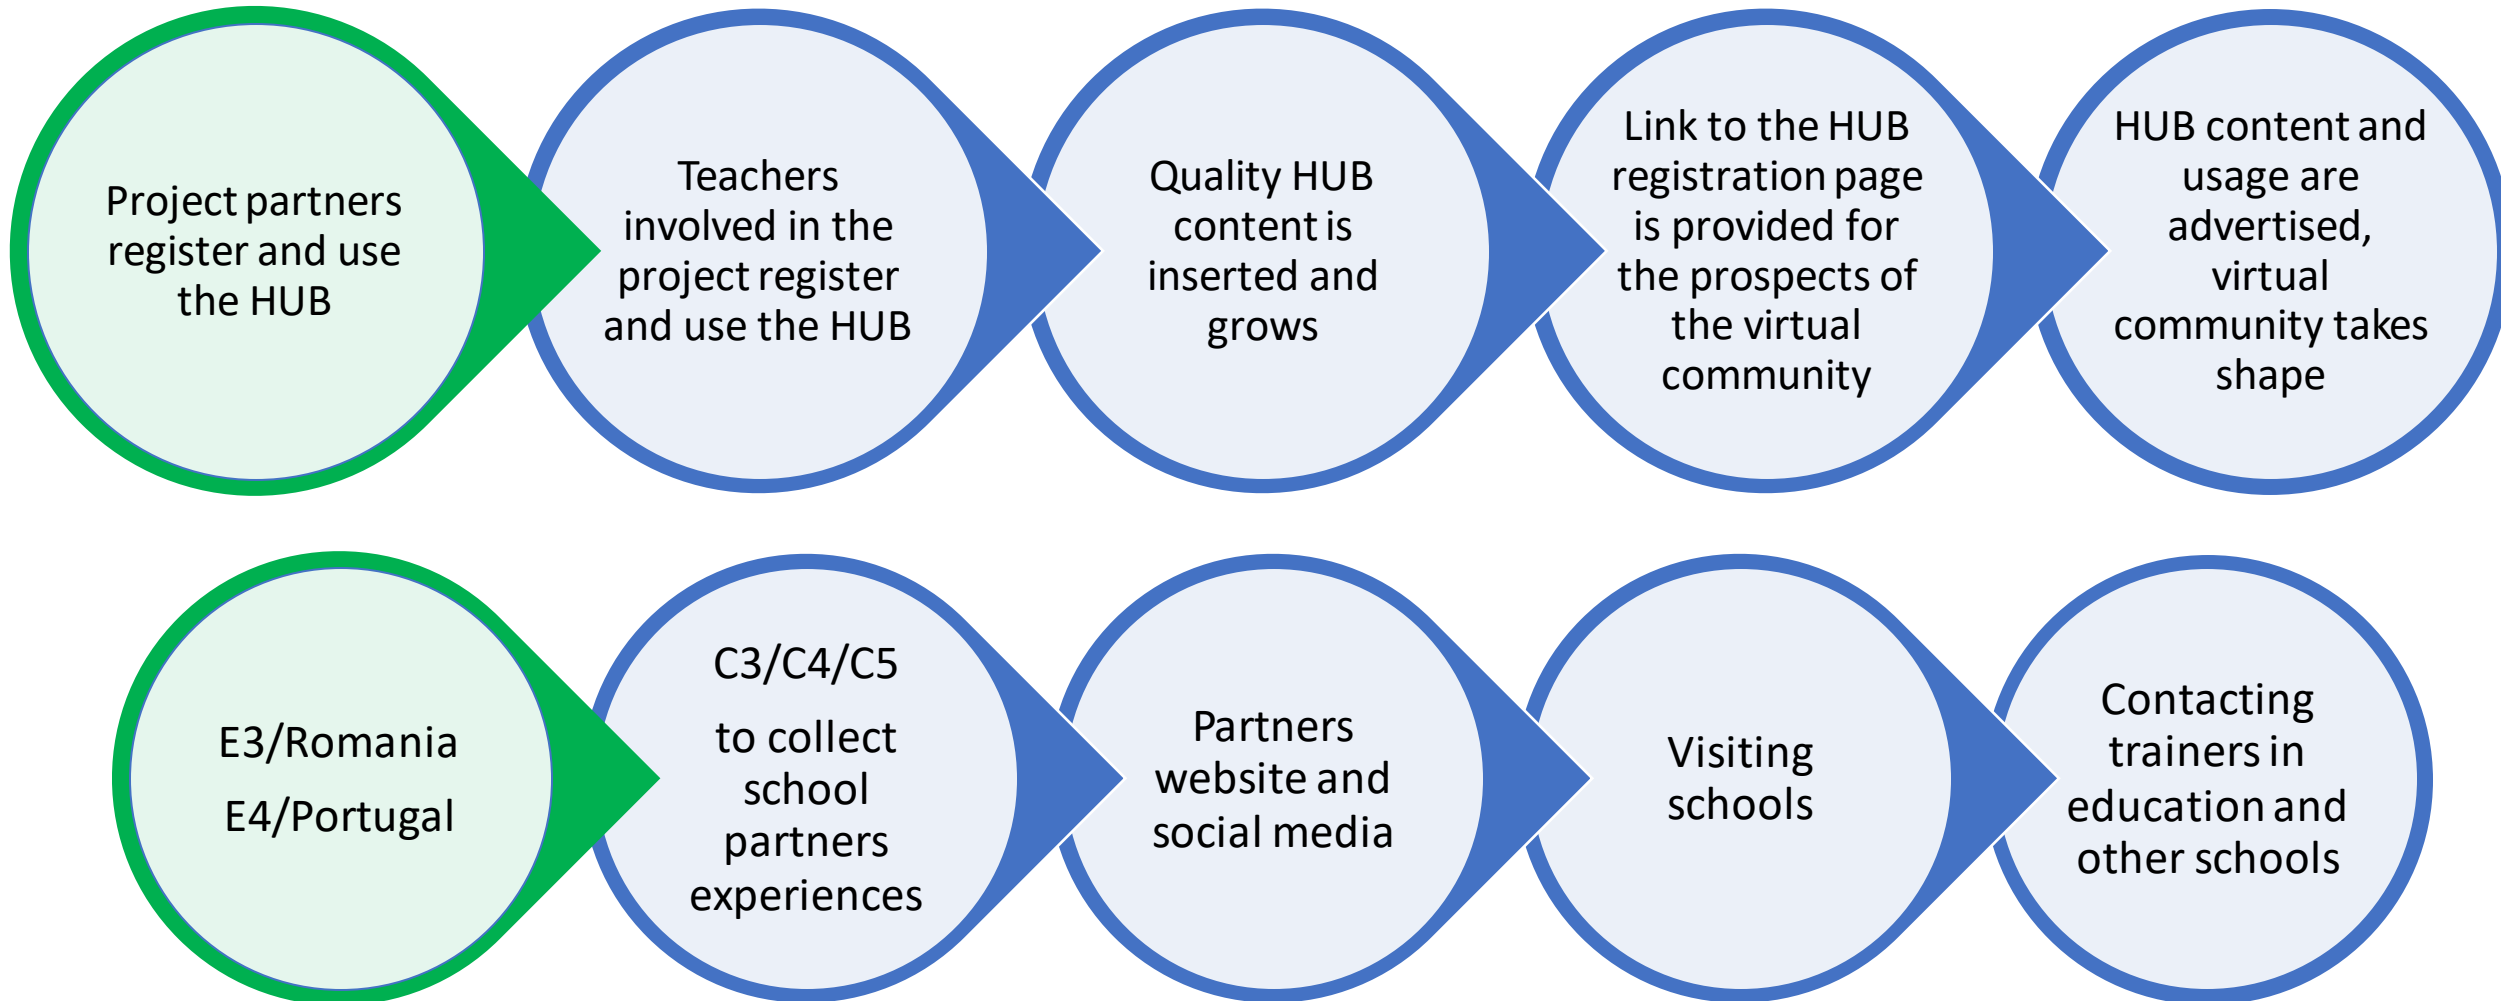 Project partners
register and use
the HUB
Teachers
involved in the
project register
and use the HUB
Quality HUB
content is
inserted and
grows
Link to the HUB
registration page
is provided for
the prospects of
the virtual
community
HUB content and
usage are
advertised,
virtual
community takes
shape
E3/Romania
E4/Portugal
C3/C4/C5
to collect
school
partners
experiences
Partners
website and
social media
Visiting
schools
Contacting
trainers in
education and
other schools